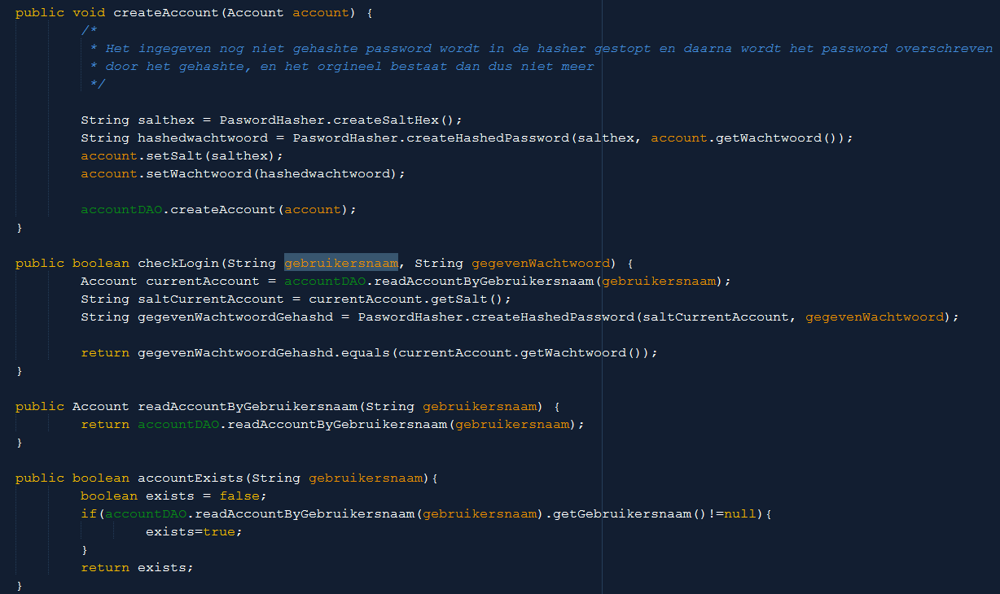 public void createAccount(Account account) {
/*
* Het ingegeven nog niet gehashte password wordt in de hasher gestopt en daarna wordt het password overschreven
* door het gehashte, en het orgineel bestaat dan dus niet meer
*/
String salthex = PaswordHasher.createSaltHex();
String hashedwachtwoord = PaswordHasher.createHashedPassword(salthex, account.getWachtwoord());
account.setSalt(salthex);
account.setWachtwoord(hashedwachtwoord);
accountDAO.createAccount(account);
}
public boolean checkLogin(String gebruikersnaam, String gegevenWachtwoord) {
Account currentAccount = accountDAO.readAccountByGebruikersnaam(gebruikersnaam);
String saltCurrentAccount = currentAccount.getSalt();
String gegevenWachtwoordGehashd = PaswordHasher.createHashedPassword(saltCurrentAccount, gegevenWachtwoord);
return gegevenWachtwoordGehashd.equals(currentAccount.getWachtwoord());
}
public Account readAccountByGebruikersnaam(String gebruikersnaam) {
return accountDAO.readAccountByGebruikersnaam(gebruikersnaam);
}
public boolean accountExists(String gebruikersnaam){
boolean exists = false;
if(accountDAO.readAccountByGebruikersnaam(gebruikersnaam).getGebruikersnaam()!=null){
exists=true;
}
return exists;
}